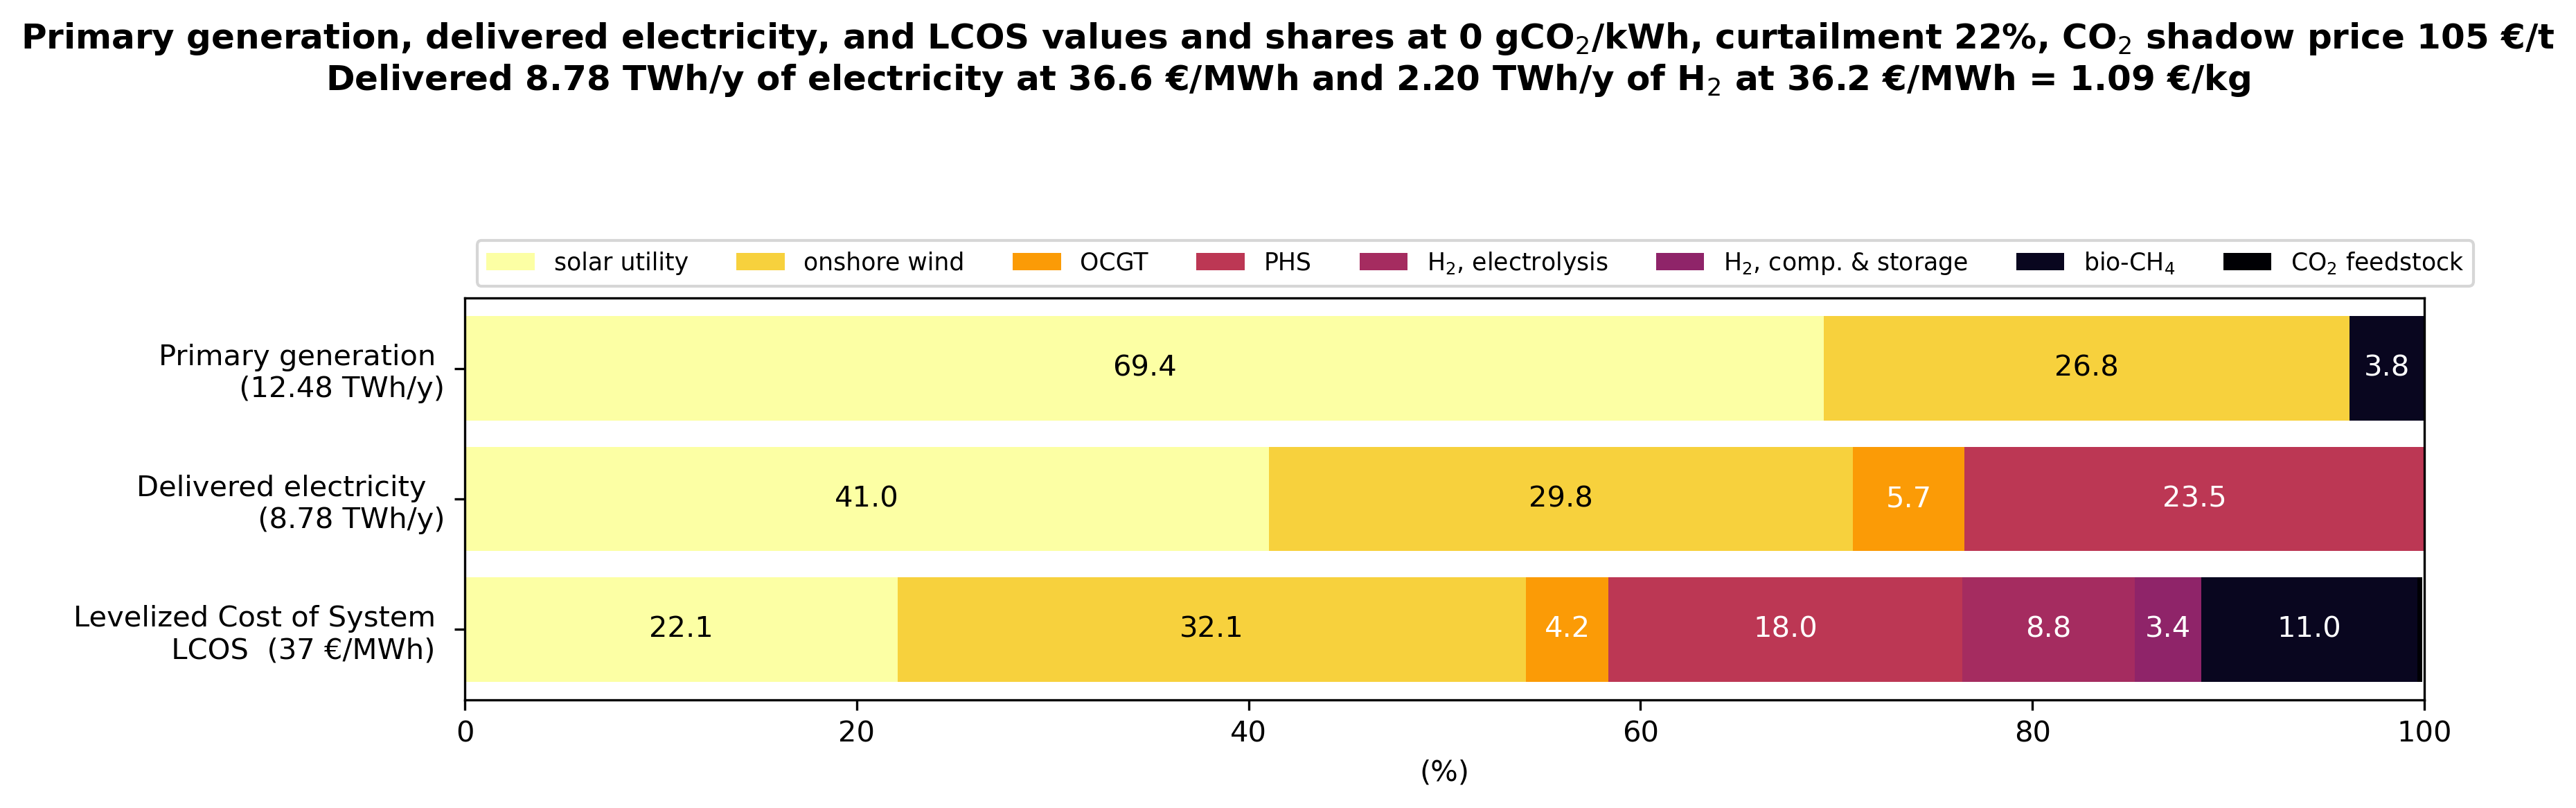 Primary generation, delivered electricity, and LCOS values and shares at 0 gCO₂/kWh, curtailment 22%, CO₂ shadow price 105 €/t
Delivered 8.78 TWh/y of electricity at 36.6 €/MWh and 2.20 TWh/y of H₂ at 36.2 €/MWh = 1.09 €/kg
solar utility onshore wind OCGT PHS H₂, electrolysis H₂, comp. & storage bio-CH₄ CO₂ feedstock
Primary generation
(12.48 TWh/y)
69.4 26.8 3.8
Delivered electricity
(8.78 TWh/y)
41.0 29.8 5.7 23.5
Levelized Cost of System
LCOS (37 €/MWh)
22.1 32.1 4.2 18.0 8.8 3.4 11.0
0 20 40 60 80 100
(%)